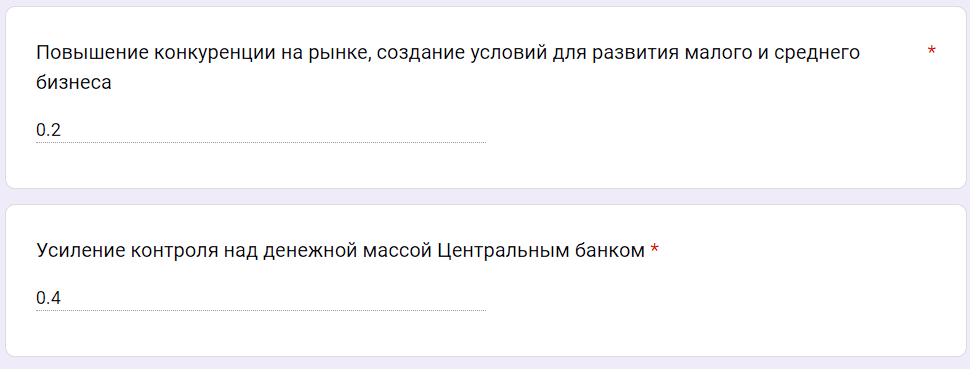 Повышение конкуренции на рынке, создание условий для развития малого и среднего *
бизнеса
0.2
Усиление контроля над денежной массой Центральным банком *
0.4